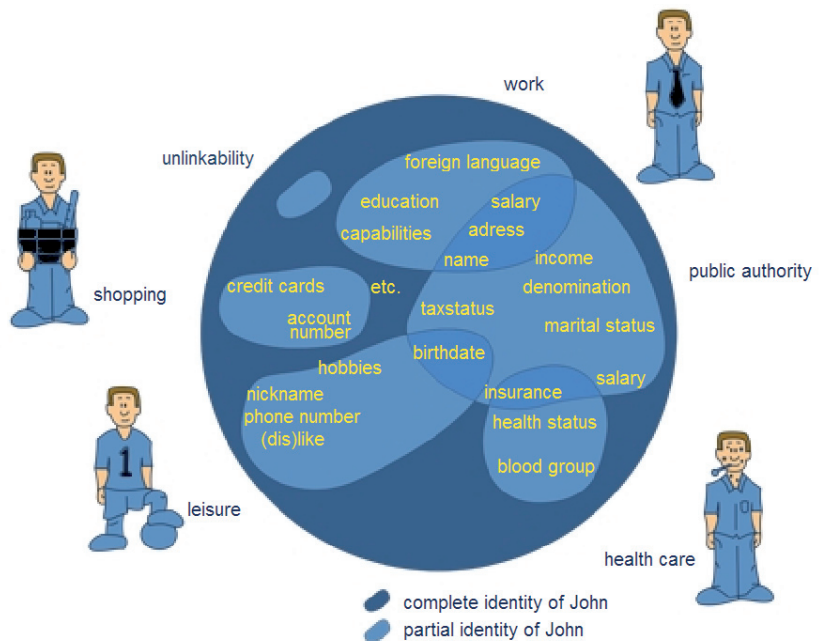 work
unlinkability
foreign language
education
salary
capabilities
adress
name
income
public authority
credit cards
etc.
denomination
shopping
account
number
taxstatus
marital status
birthdate
hobbies
salary
nickname
insurance
phone number
health status
(dis)like
blood group
1
leisure
health care
complete identity of John
partial identity of John